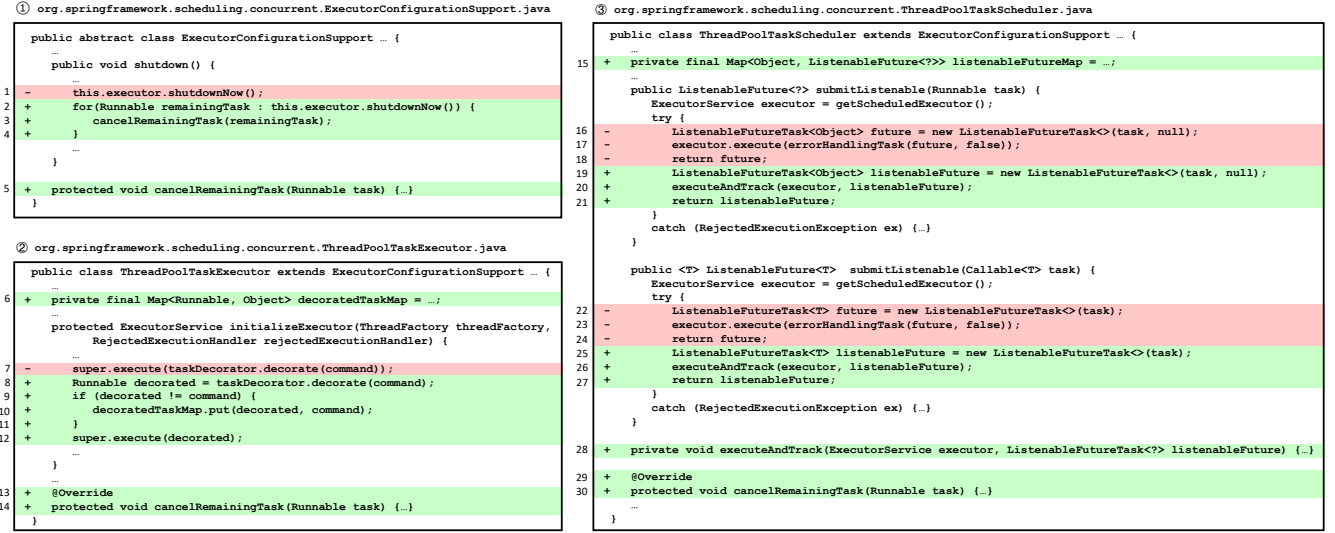 ① org.springframework.scheduling.concurrent.ExecutorConfigurationSupport.java
public abstract class ExecutorConfigurationSupport … {
…
public void shutdown() {
…
1 - this.executor.shutdownNow();
2 + for(Runnable remainingTask : this.executor.shutdownNow()) {
3 + cancelRemainingTask(remainingTask);
4 + }
…
}
5 + protected void cancelRemainingTask(Runnable task) {…}
}
② org.springframework.scheduling.concurrent.ThreadPoolTaskExecutor.java
public class ThreadPoolTaskExecutor extends ExecutorConfigurationSupport … {
…
6 + private final Map<Runnable, Object> decoratedTaskMap = …;
…
protected ExecutorService initializeExecutor(ThreadFactory threadFactory,
RejectedExecutionHandler rejectedExecutionHandler) {
…
7 - super.execute(taskDecorator.decorate(command));
8 + Runnable decorated = taskDecorator.decorate(command);
9 + if (decorated != command) {
10 + decoratedTaskMap.put(decorated, command);
11 + }
12 + super.execute(decorated);
…
}
…
13 + @Override
14 + protected void cancelRemainingTask(Runnable task) {…}
}
③ org.springframework.scheduling.concurrent.ThreadPoolTaskScheduler.java
public class ThreadPoolTaskScheduler extends ExecutorConfigurationSupport … {
…
15 + private final Map<Object, ListenableFuture<?>> listenableFutureMap = …;
…
public ListenableFuture<?> submitListenable(Runnable task) {
ExecutorService executor = getScheduledExecutor();
try {
16 - ListenableFutureTask<Object> future = new ListenableFutureTask<>(task, null);
17 - executor.execute(errorHandlingTask(future, false));
18 - return future;
19 + ListenableFutureTask<Object> listenableFuture = new ListenableFutureTask<>(task, null);
20 + executeAndTrack(executor, listenableFuture);
21 + return listenableFuture;
}
catch (RejectedExecutionException ex) {…}
}
public <T> ListenableFuture<T> submitListenable(Callable<T> task) {
ExecutorService executor = getScheduledExecutor();
try {
22 - ListenableFutureTask<T> future = new ListenableFutureTask<>(task);
23 - executor.execute(errorHandlingTask(future, false));
24 - return future;
25 + ListenableFutureTask<T> listenableFuture = new ListenableFutureTask<>(task);
26 + executeAndTrack(executor, listenableFuture);
27 + return listenableFuture;
}
catch (RejectedExecutionException ex) {…}
}
28 + private void executeAndTrack(ExecutorService executor, ListenableFutureTask<?> listenableFuture) {…}
29 + @Override
30 + protected void cancelRemainingTask(Runnable task) {…}
…
}